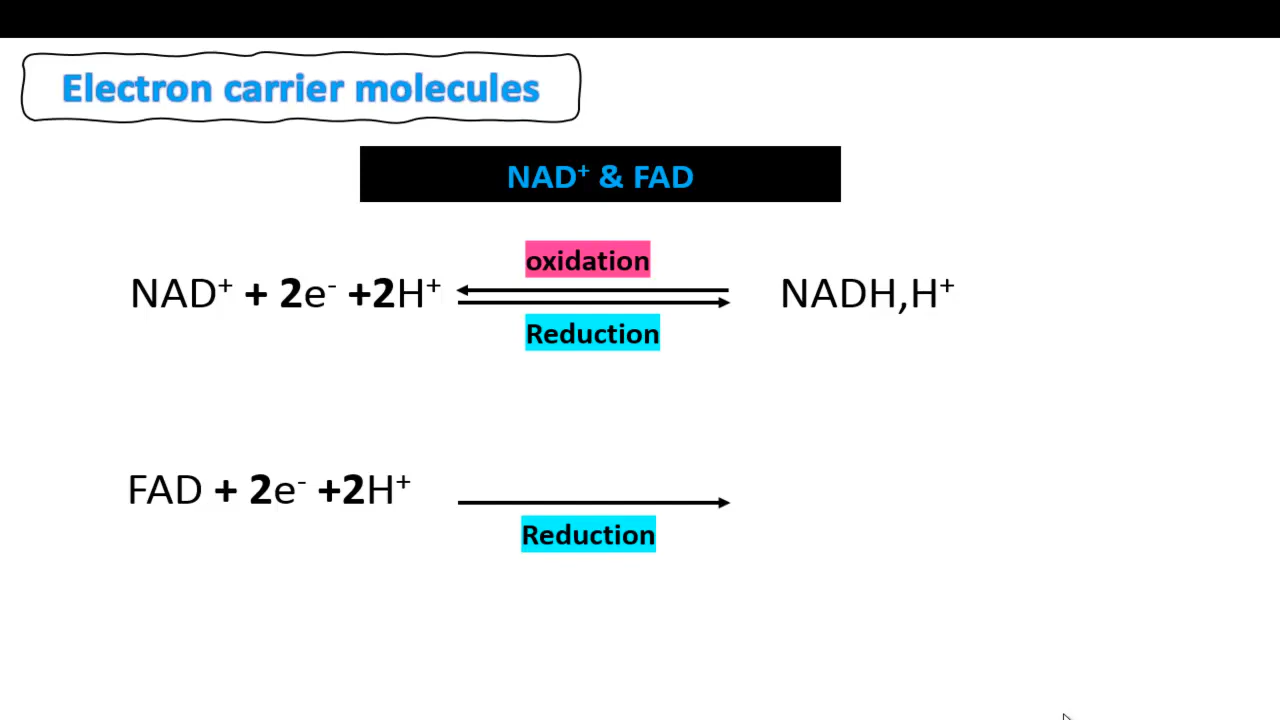 Electron carrier molecules
NAD⁺ & FAD
oxidation
NAD⁺ + 2e⁻ +2H⁺ NADH,H⁺
Reduction
FAD + 2e⁻ +2H⁺
Reduction